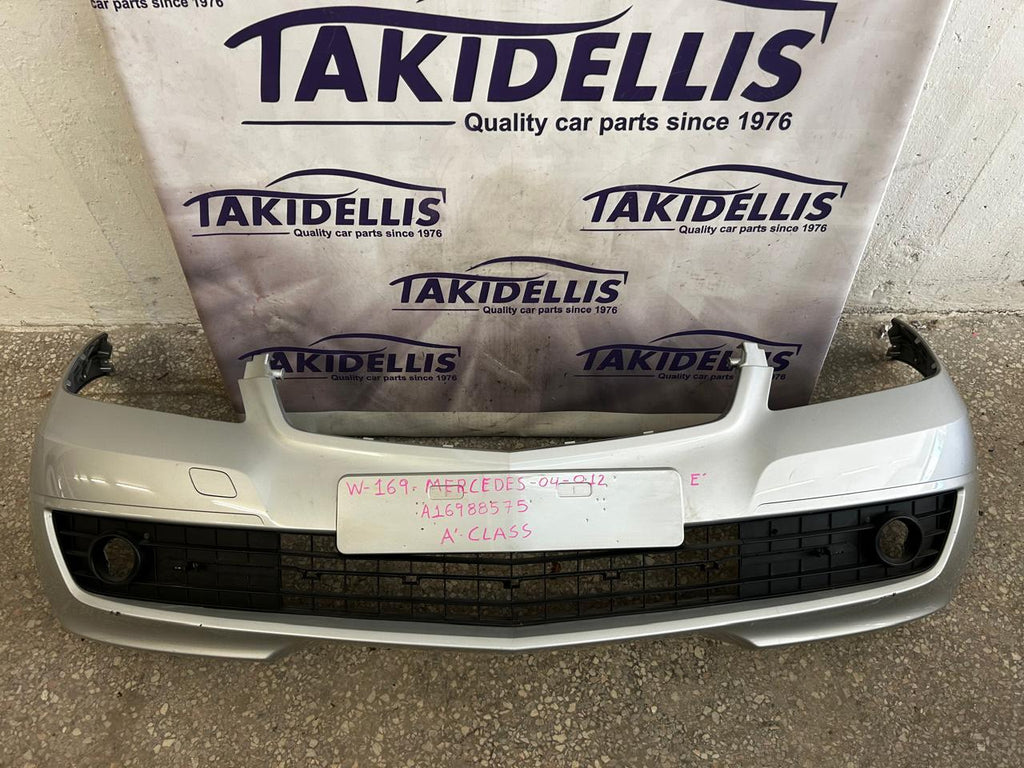 car parts since 1976
TAKIDELLIS
Quality car parts since 1976
TAKIDELLIS
Quality car parts since 1976
TAKIDELLIS
Quality car parts since 1976
TAKIDELLIS
Quality car parts since 1976
TAKIDELLIS
Quality car parts since 1976
TAKIDELLIS
Quality car parts since 1976
W-169. MERCEDES-04-012
E'
'A16988575'
A' CLASS